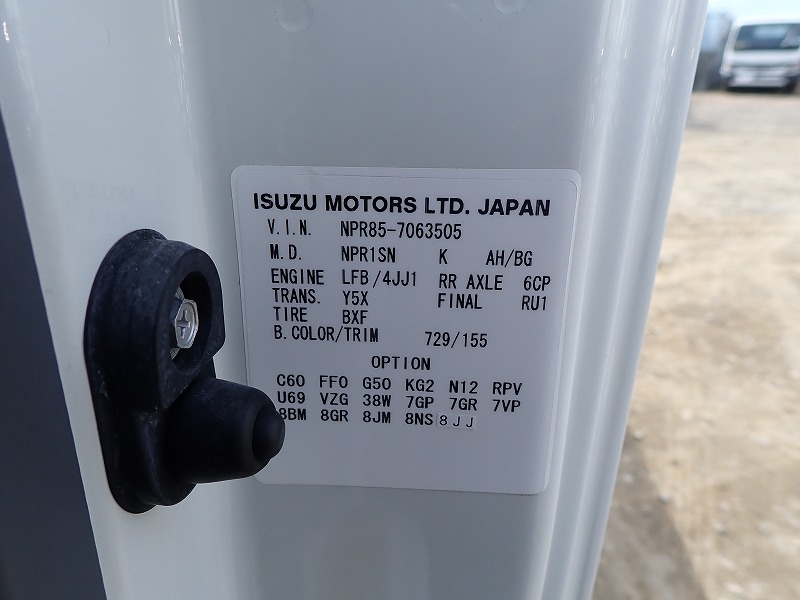 ISUZU MOTORS LTD. JAPAN
V.I.N. NPR85-7063505
M.D. NPR1SN K AH/BG
ENGINE LFB/4JJ1 RR AXLE 6CP
TRANS. Y5X FINAL RU1
TIRE BXF
B.COLOR/TRIM 729/155
OPTION
C60 FF0 G50 KG2 N12 RPV
U69 VZG 38W 7GP 7GR 7VP
8BM 8GR 8JM 8NS 8JJ